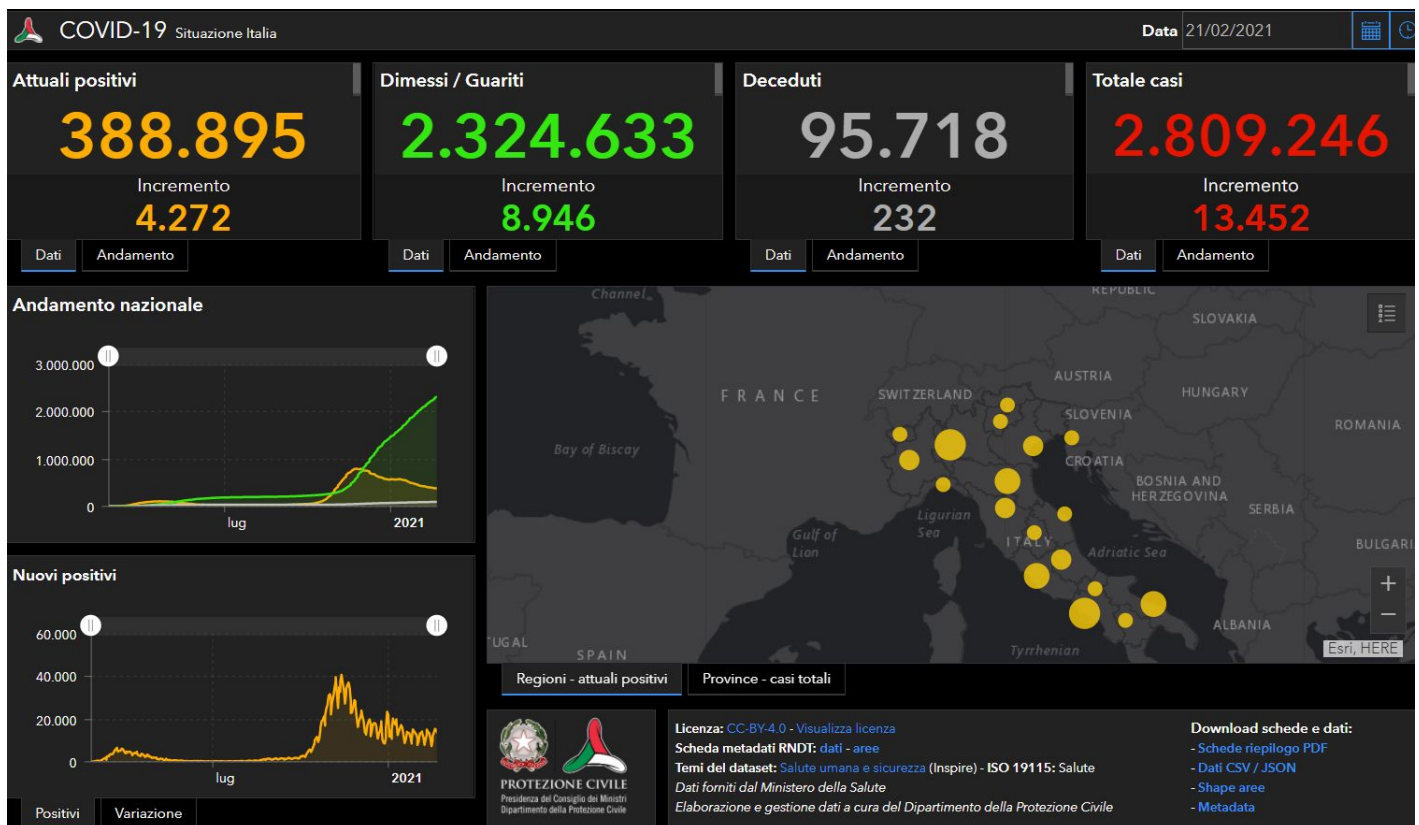 COVID-19 Situazione Italia
Data 21/02/2021
Attuali positivi
388.895
Incremento
4.272
Dati Andamento
Dimessi / Guariti
2.324.633
Incremento
8.946
Dati Andamento
Deceduti
95.718
Incremento
232
Dati Andamento
Totale casi
2.809.246
Incremento
13.452
Dati Andamento
Andamento nazionale
3.000.000
2.000.000
1.000.000
0
lug 2021
Nuovi positivi
60.000
40.000
20.000
0
lug 2021
Positivi Variazione
Channel
REPUBLIC
SLOVAKIA
AUSTRIA
FRANCE
SWITZERLAND
HUNGARY
SLOVENIA
ROMANIA
Bay of Biscay
CROATIA
BOSNIA AND
HERZEGOVINA
SERBIA
Ligurian
Sea
Gulf of
Lion
ITALY
Adriatic Sea
BULGARI
ALBANIA
UGAL
SPAIN
Tyrrhenian
+
−
Esri, HERE
Regioni - attuali positivi Province - casi totali
PROTEZIONE CIVILE
Presidenza del Consiglio dei Ministri
Dipartimento della Protezione Civile
Licenza: CC-BY-4.0 - Visualizza licenza
Scheda metadati RNDT: dati - aree
Temi del dataset: Salute umana e sicurezza (Inspire) - ISO 19115: Salute
Dati forniti dal Ministero della Salute
Elaborazione e gestione dati a cura del Dipartimento della Protezione Civile
Download schede e dati:
- Schede riepilogo PDF
- Dati CSV / JSON
- Shape aree
- Metadata